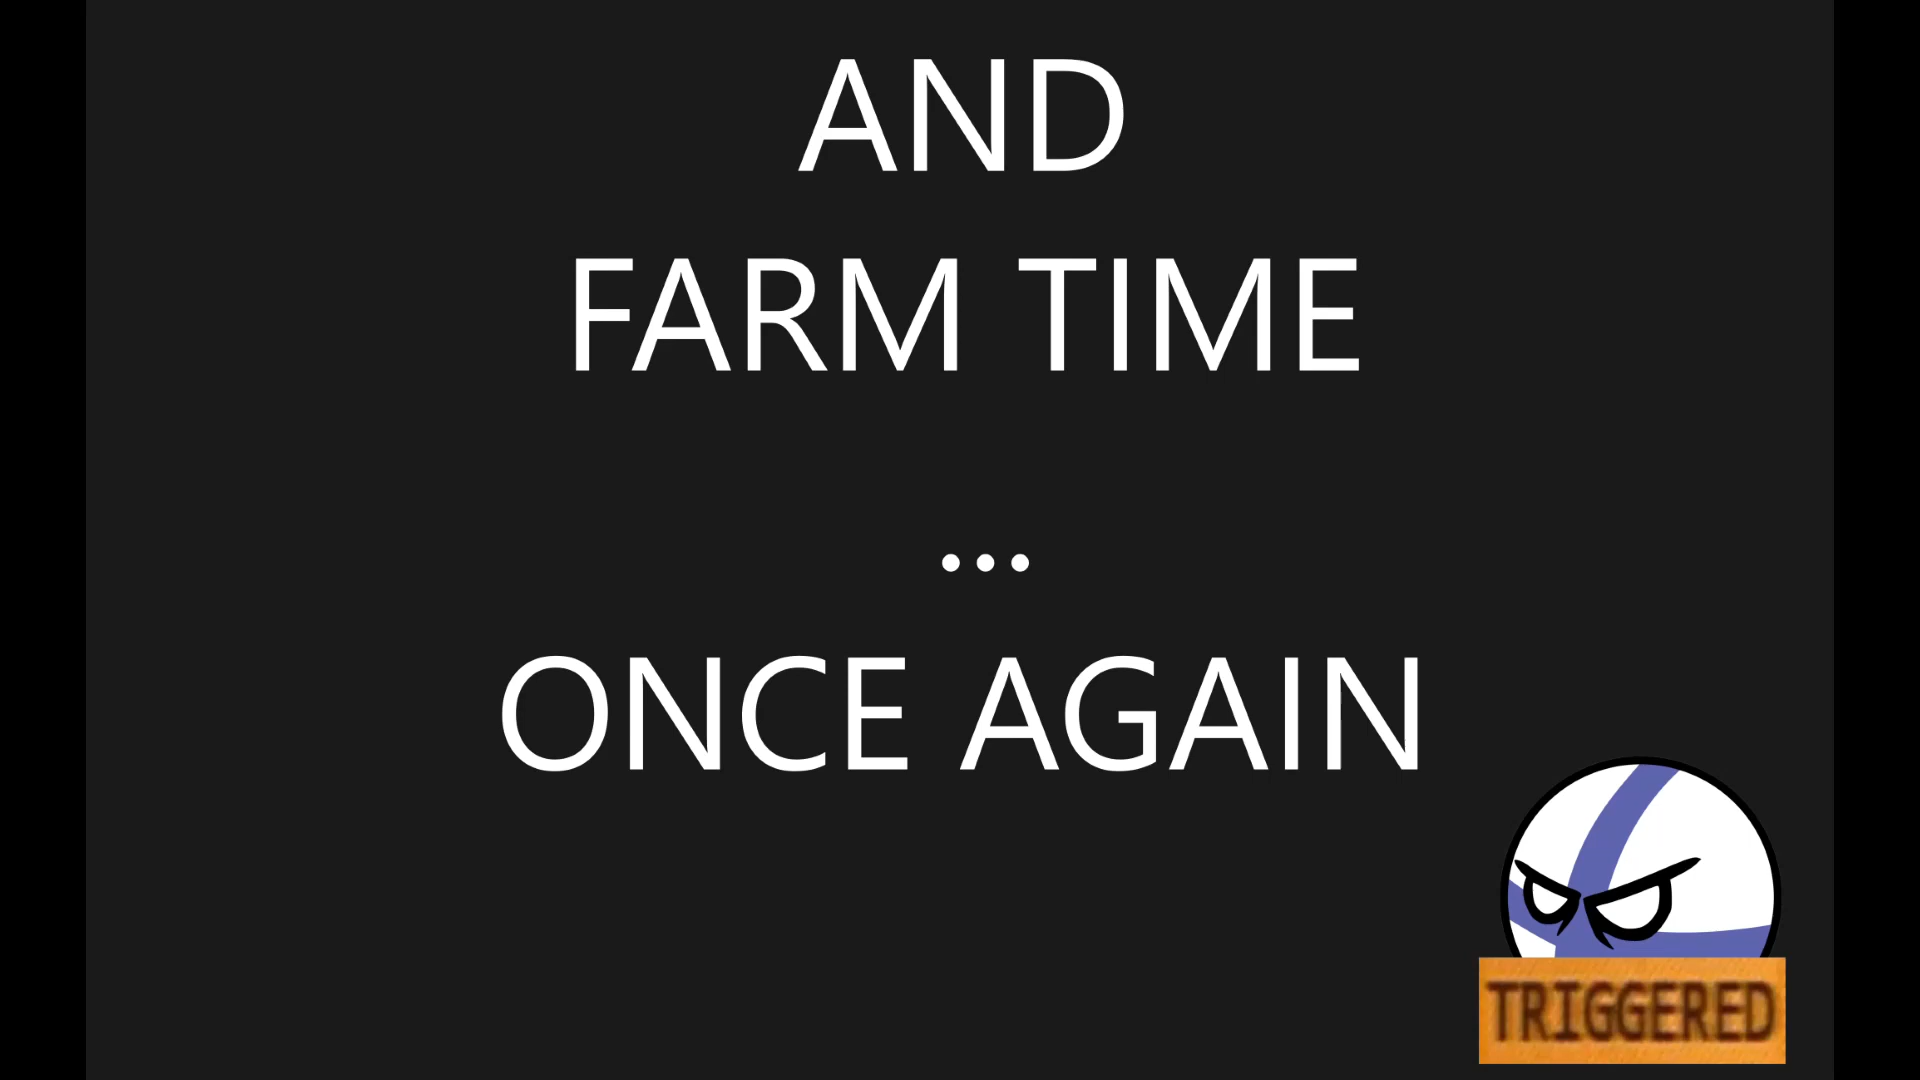 AND
FARM TIME
...
ONCE AGAIN
TRIGGERED